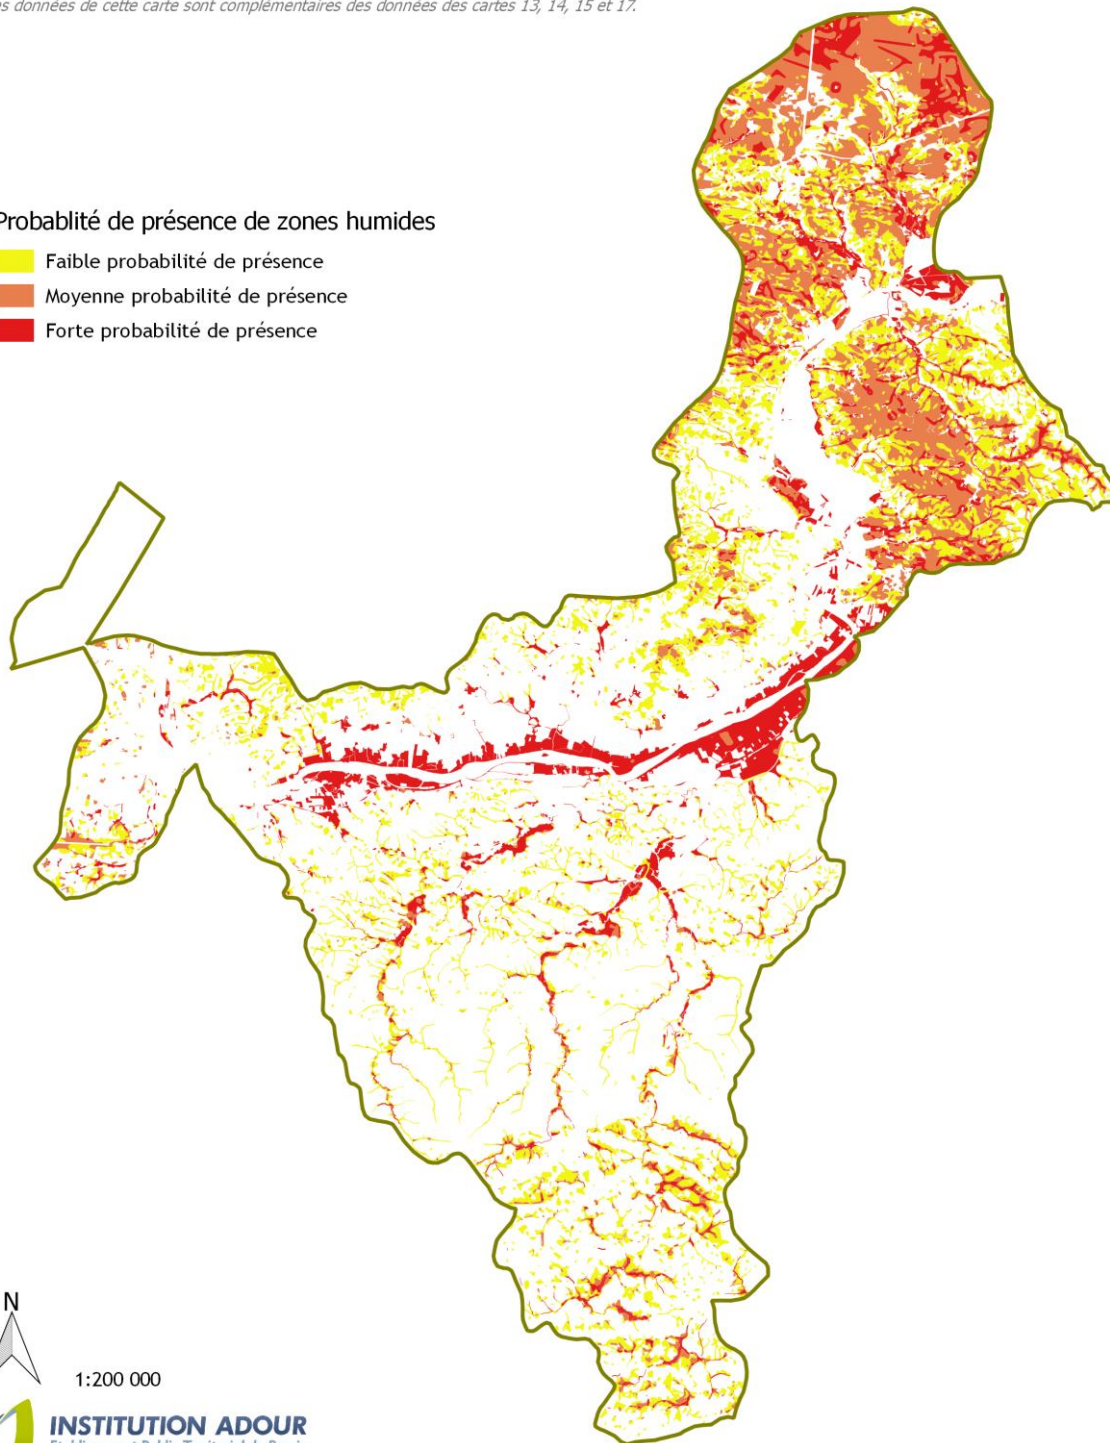 données de cette carte sont complémentaires des données des cartes 13, 14, 15 et 17.
Probablité de présence de zones humides
Faible probabilité de présence
Moyenne probabilité de présence
Forte probabilité de présence
N
1:200 000
INSTITUTION ADOUR